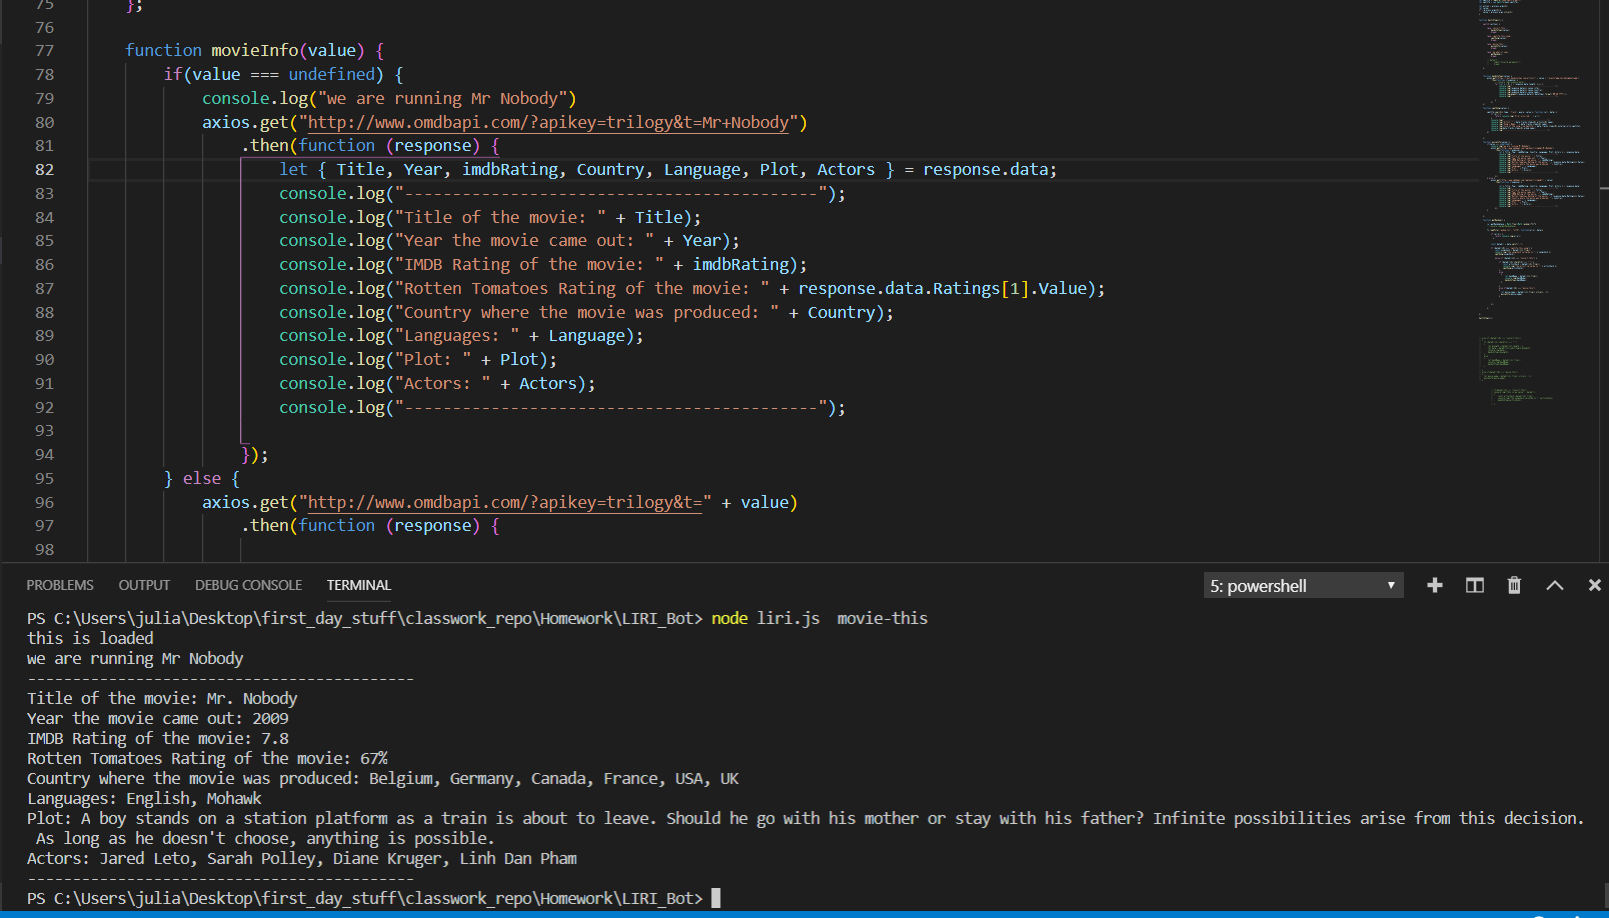 75 };
76
77 function movieInfo(value) {
78 if(value === undefined) {
79 console.log("we are running Mr Nobody")
80 axios.get("http://www.omdbapi.com/?apikey=trilogy&t=Mr+Nobody")
81 .then(function (response) {
82 let { Title, Year, imdbRating, Country, Language, Plot, Actors } = response.data;
83 console.log("-------------------------------------------");
84 console.log("Title of the movie: " + Title);
85 console.log("Year the movie came out: " + Year);
86 console.log("IMDB Rating of the movie: " + imdbRating);
87 console.log("Rotten Tomatoes Rating of the movie: " + response.data.Ratings[1].Value);
88 console.log("Country where the movie was produced: " + Country);
89 console.log("Languages: " + Language);
90 console.log("Plot: " + Plot);
91 console.log("Actors: " + Actors);
92 console.log("-------------------------------------------");
93
94 });
95 } else {
96 axios.get("http://www.omdbapi.com/?apikey=trilogy&t=" + value)
97 .then(function (response) {
98
PROBLEMS OUTPUT DEBUG CONSOLE TERMINAL 5: powershell
PS C:\Users\julia\Desktop\first_day_stuff\classwork_repo\Homework\LIRI_Bot> node liri.js  movie-this
this is loaded
we are running Mr Nobody
-------------------------------------------
Title of the movie: Mr. Nobody
Year the movie came out: 2009
IMDB Rating of the movie: 7.8
Rotten Tomatoes Rating of the movie: 67%
Country where the movie was produced: Belgium, Germany, Canada, France, USA, UK
Languages: English, Mohawk
Plot: A boy stands on a station platform as a train is about to leave. Should he go with his mother or stay with his father? Infinite possibilities arise from this decision.
As long as he doesn't choose, anything is possible.
Actors: Jared Leto, Sarah Polley, Diane Kruger, Linh Dan Pham
-------------------------------------------
PS C:\Users\julia\Desktop\first_day_stuff\classwork_repo\Homework\LIRI_Bot>